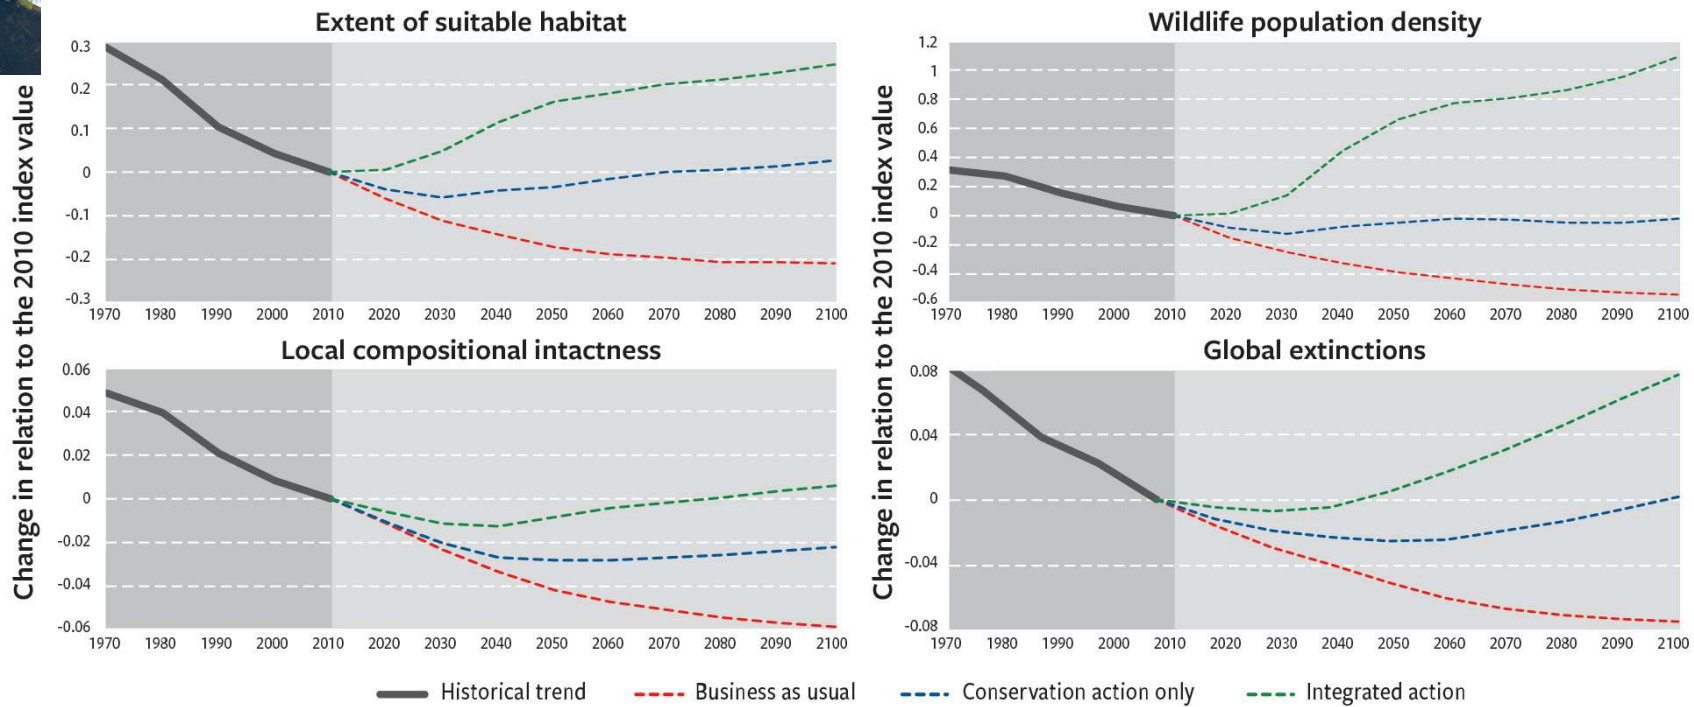 Extent of suitable habitat
Wildlife population density
Change in relation to the 2010 index value
0.3
0.2
0.1
0
-0.1
-0.2
-0.3
1970 1980 1990 2000 2010 2020 2030 2040 2050 2060 2070 2080 2090 2100
Change in relation to the 2010 index value
1.2
1
0.8
0.6
0.4
0.2
0
-0.2
-0.4
-0.6
1970 1980 1990 2000 2010 2020 2030 2040 2050 2060 2070 2080 2090 2100
Local compositional intactness
Global extinctions
0.06
0.04
0.02
0
-0.02
-0.04
-0.06
1970 1980 1990 2000 2010 2020 2030 2040 2050 2060 2070 2080 2090 2100
0.08
0.04
0
-0.04
-0.08
1970 1980 1990 2000 2010 2020 2030 2040 2050 2060 2070 2080 2090 2100
Historical trend Business as usual Conservation action only Integrated action